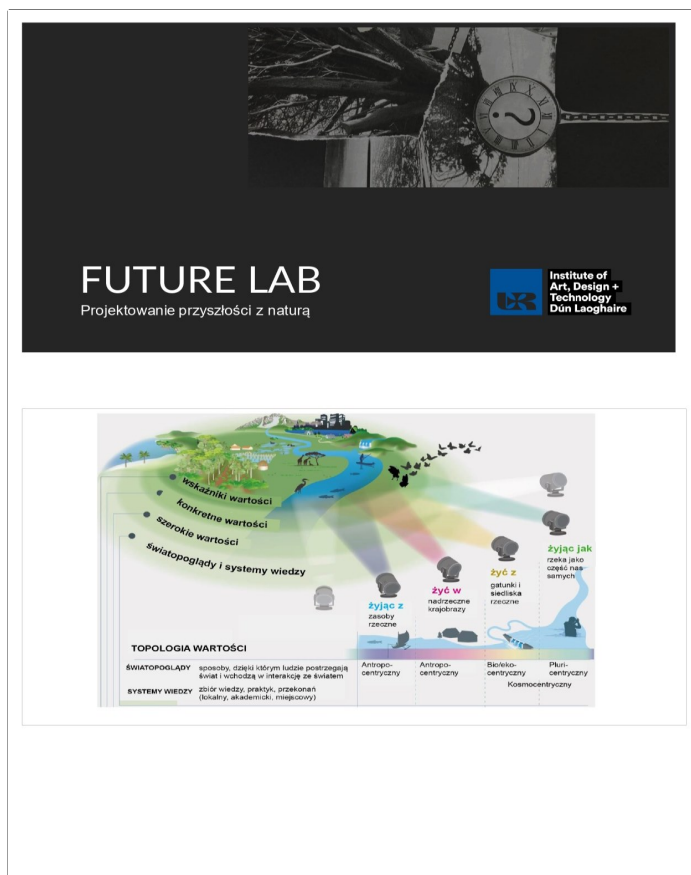 FUTURE LAB
Projektowanie przyszłości z naturą
Institute of
Art, Design +
Technology
Dún Laoghaire
wskaźniki wartości
konkretne wartości
szerokie wartości
światopoglądy i systemy wiedzy
żyjąc z
zasoby
rzeczne
żyć w
nadrzeczne
krajobrazy
żyć z
gatunki i
siedliska
rzeczne
żyjąc jak
rzeka jako
część nas
samych
TOPOLOGIA WARTOŚCI
ŚWIATOPOGLĄDY
sposoby, dzięki którym ludzie postrzegają
świat i wchodzą w interakcję ze światem
Antropo-
centryczny
Antropo-
centryczny
Bio/eko-
centryczny
Pluri-
centryczny
Kosmocentryczny
SYSTEMY WIEDZY
zbiór wiedzy, praktyk, przekonań
(lokalny, akademicki, miejscowy)